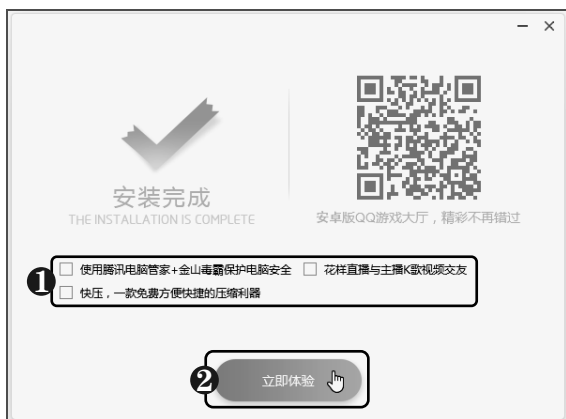 安装完成
THE INSTALLATION IS COMPLETE
安卓版QQ游戏大厅，精彩不再错过
1
使用腾讯电脑管家+金山毒霸保护电脑安全 花样直播与主播K歌视频交友
快压，一款免费方便快捷的压缩利器
2
立即体验